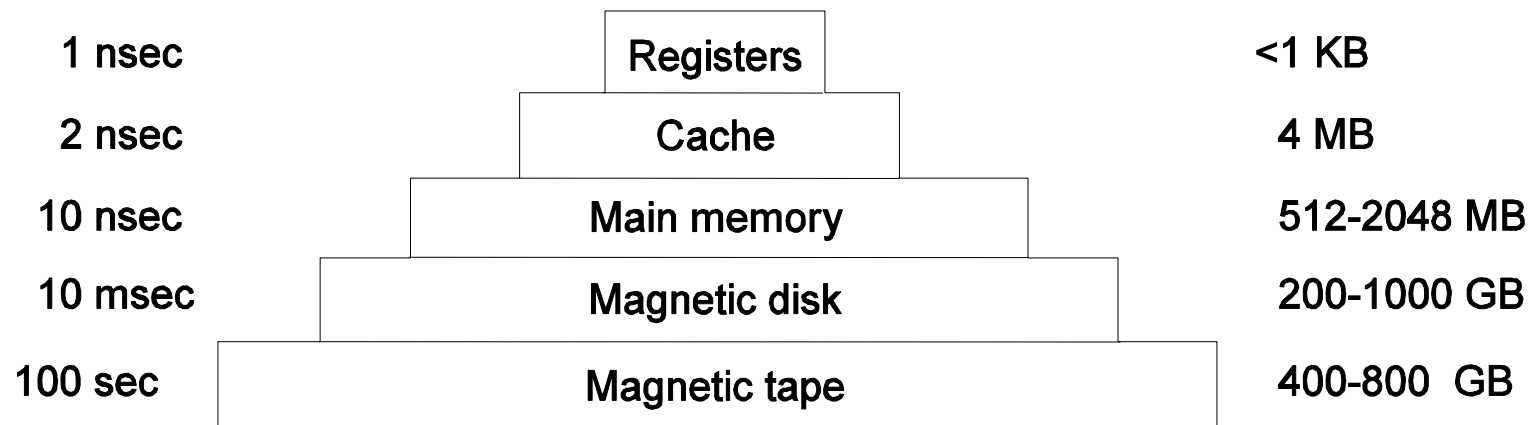 1 nsec Registers <1 KB
2 nsec Cache 4 MB
10 nsec Main memory 512-2048 MB
10 msec Magnetic disk 200-1000 GB
100 sec Magnetic tape 400-800 GB